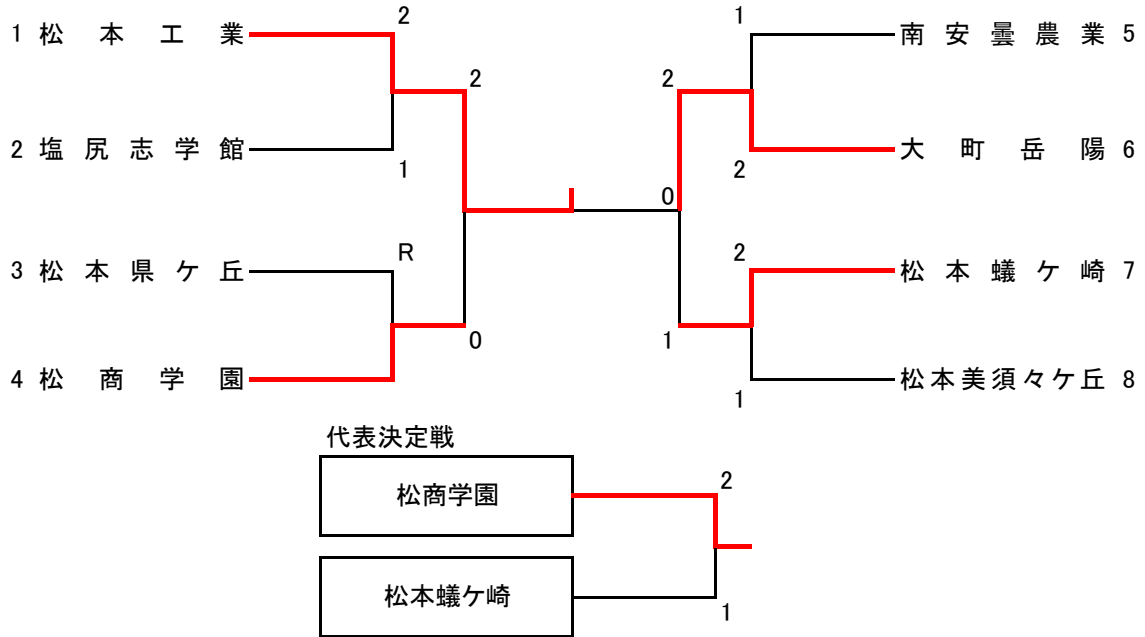 2
1
1 松本工業
南安曇農業 5
2
2
2 塩尻志学館
大町岳陽 6
1
2
0
R
2
3 松本県ケ丘
松本蟻ケ崎 7
0
1
4 松商学園
松本美須々ケ丘 8
1
代表決定戦
松商学園
2
松本蟻ケ崎
1